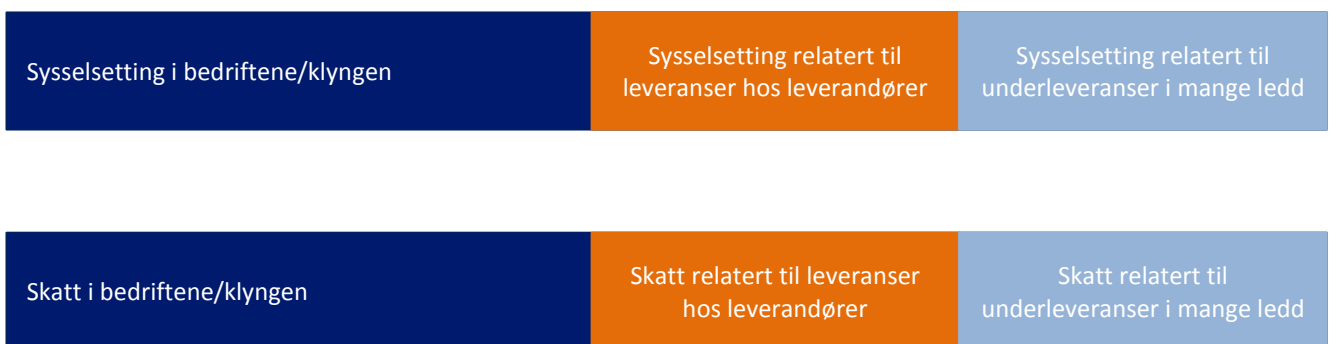 Sysselsetting i bedriftene/klyngen
Sysselsetting relatert til
leveranser hos leverandører
Sysselsetting relatert til
underleveranser i mange ledd
Skatt i bedriftene/klyngen
Skatt relatert til leveranser
hos leverandører
Skatt relatert til
underleveranser i mange ledd